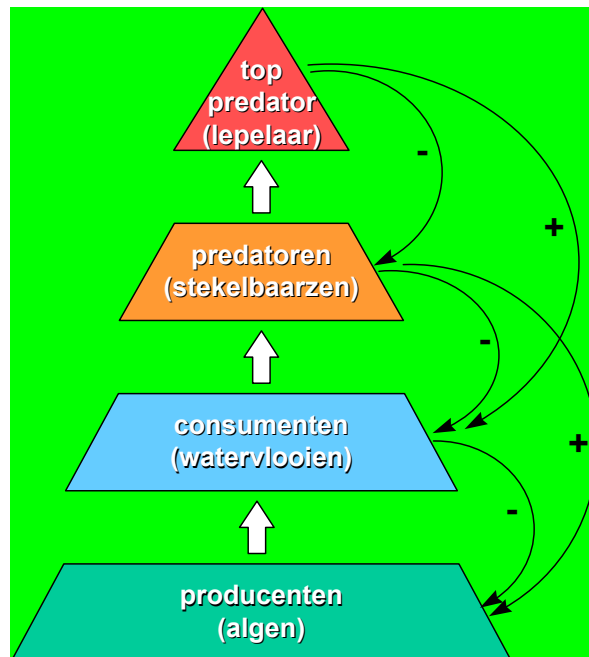 top
predator
(lepelaar)
-
+
predatoren
(stekelbaarzen)
-
consumenten
(watervlooien)
+
-
producenten
(algen)